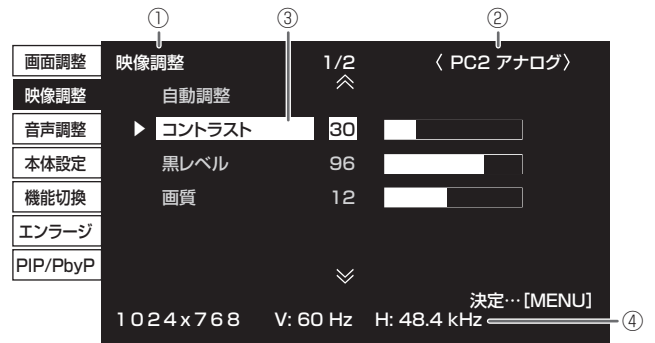 ① ③ ②
画面調整
映像調整
音声調整
本体設定
機能切換
エンラージ
PIP/PbyP
映像調整 1/2 〈 PC2 アナログ〉
自動調整
コントラスト 30
黒レベル 96
画質 12
決定…[MENU]
1024x768 V: 60 Hz H: 48.4 kHz ④